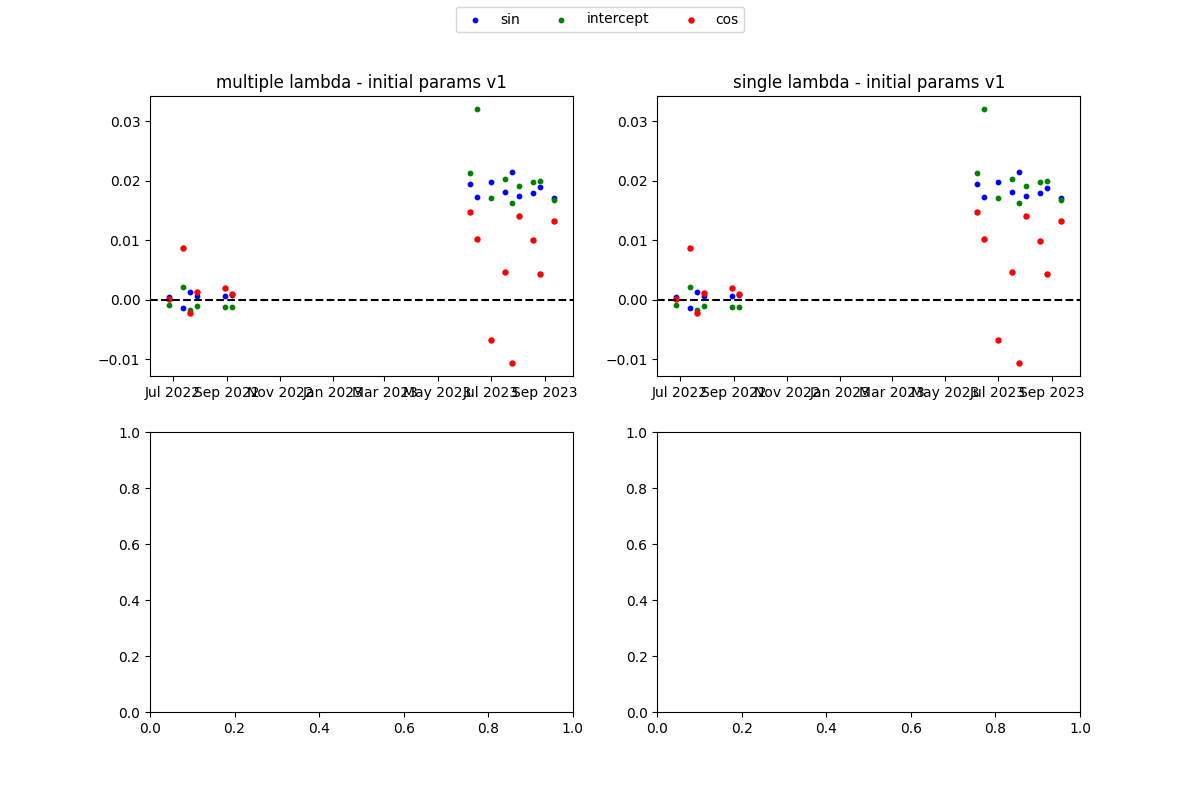 sin intercept cos
multiple lambda - initial params v1 single lambda - initial params v1
0.03 0.03
0.02 0.02
0.01 0.01
0.00 0.00
−0.01 −0.01
Jul 2022 Sep 2022 Nov 2022 Jan 2023 Mar 2023 May 2023 Jul 2023 Sep 2023 Jul 2022 Sep 2022 Nov 2022 Jan 2023 Mar 2023 May 2023 Jul 2023 Sep 2023
1.0 1.0
0.8 0.8
0.6 0.6
0.4 0.4
0.2 0.2
0.0 0.0
0.0 0.2 0.4 0.6 0.8 1.0 0.0 0.2 0.4 0.6 0.8 1.0